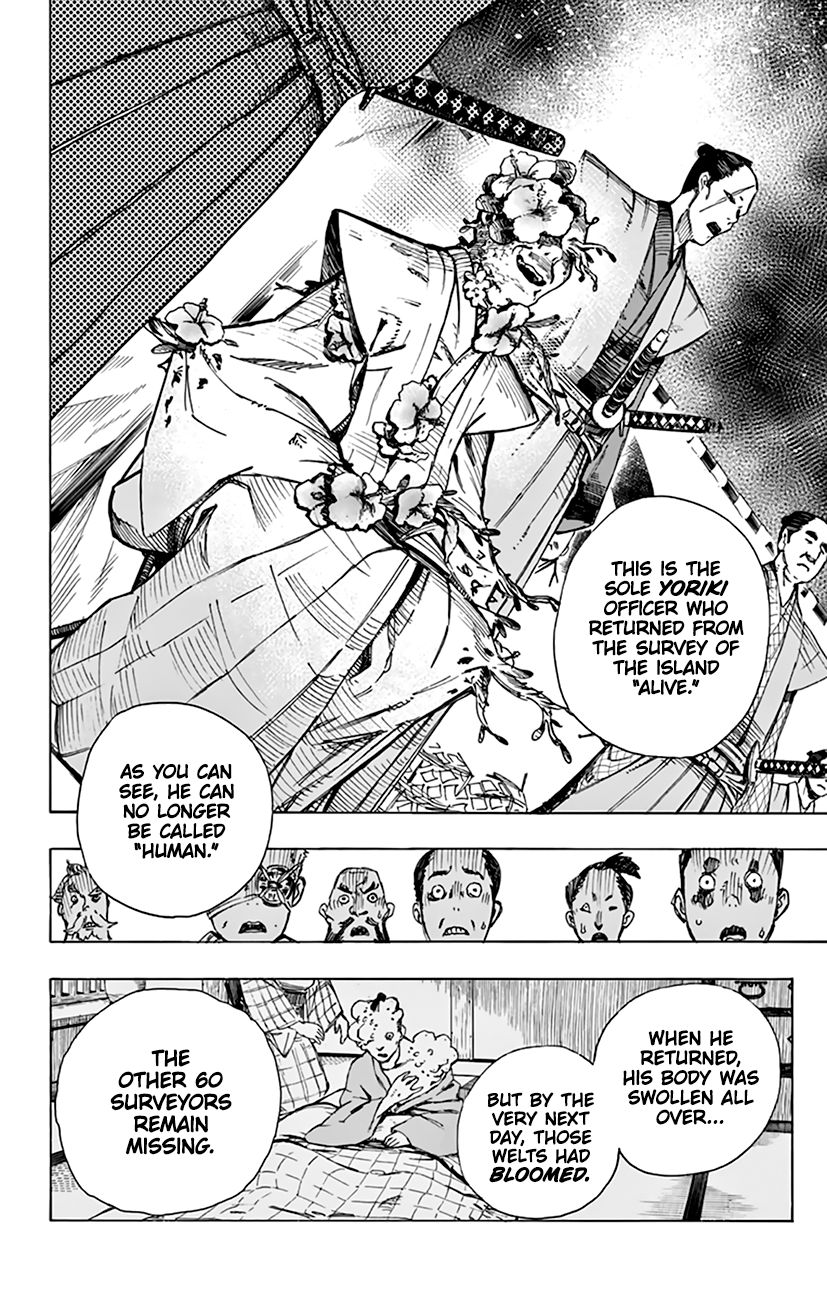 THIS IS THE
SOLE YORIKI
OFFICER WHO
RETURNED FROM
THE SURVEY OF
THE ISLAND
"ALIVE."
AS YOU CAN
SEE, HE CAN
NO LONGER
BE CALLED
"HUMAN."
WHEN HE
RETURNED,
HIS BODY WAS
SWOLLEN ALL
OVER...
BUT BY THE
VERY NEXT
DAY, THOSE
WELTS HAD
BLOOMED.
THE
OTHER 60
SURVEYORS
REMAIN
MISSING.